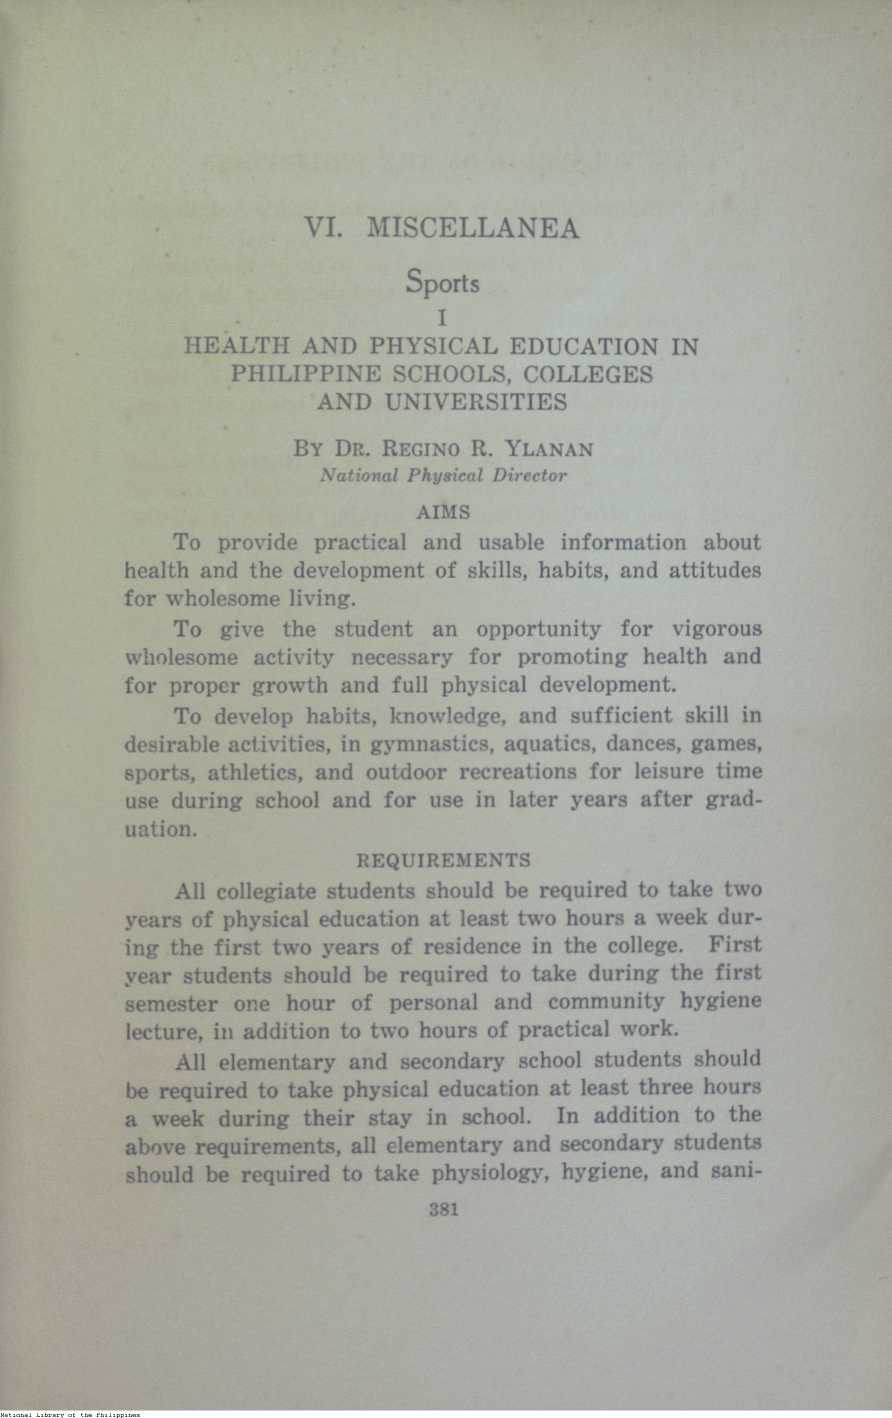 VI. MISCELLANEA
Sports
I
HEALTH AND PHYSICAL EDUCATION IN
PHILIPPINE SCHOOLS, COLLEGES
AND UNIVERSITIES
BY DR. REGINO R. YLANAN
National Physical Director
AIMS
To provide practical and usable information about
health and the development of skills, habits, and attitudes
for wholesome living.
To give the student an opportunity for vigorous
wholesome activity necessary for promoting health and
for proper growth and full physical development.
To develop habits, knowledge, and sufficient skill in
desirable activities, in gymnastics, aquatics, dances, games,
sports, athletics, and outdoor recreations for leisure time
use during school and for use in later years after grad-
uation.
REQUIREMENTS
All collegiate students should be required to take two
years of physical education at least two hours a week dur-
ing the first two years of residence in the college. First
year students should be required to take during the first
semester one hour of personal and community hygiene
lecture, in addition to two hours of practical work.
All elementary and secondary school students should
be required to take physical education at least three hours
a week during their stay in school. In addition to the
above requirements, all elementary and secondary students
should be required to take physiology, hygiene, and sani-
381
National Library of the Philippines